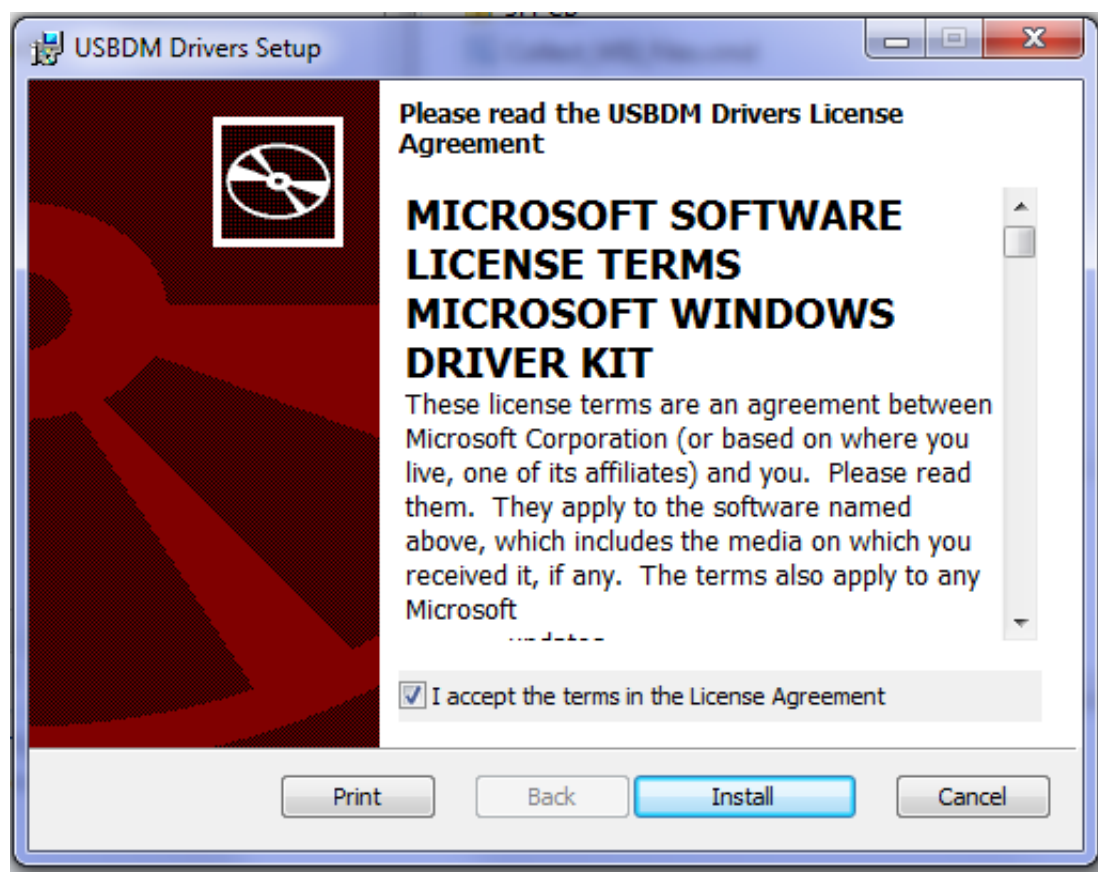 USBDM Drivers Setup
Please read the USBDM Drivers License
Agreement
MICROSOFT SOFTWARE
LICENSE TERMS
MICROSOFT WINDOWS
DRIVER KIT
These license terms are an agreement between
Microsoft Corporation (or based on where you
live, one of its affiliates) and you.  Please read
them.  They apply to the software named
above, which includes the media on which you
received it, if any.  The terms also apply to any
Microsoft
I accept the terms in the License Agreement
Print
Back
Install
Cancel